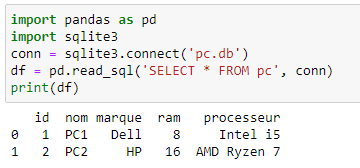 import pandas as pd
import sqlite3
conn = sqlite3.connect('pc.db')
df = pd.read_sql('SELECT * FROM pc', conn)
print(df)
   id  nom marque  ram   processeur
0   1  PC1   Dell    8     Intel i5
1   2  PC2     HP   16  AMD Ryzen 7